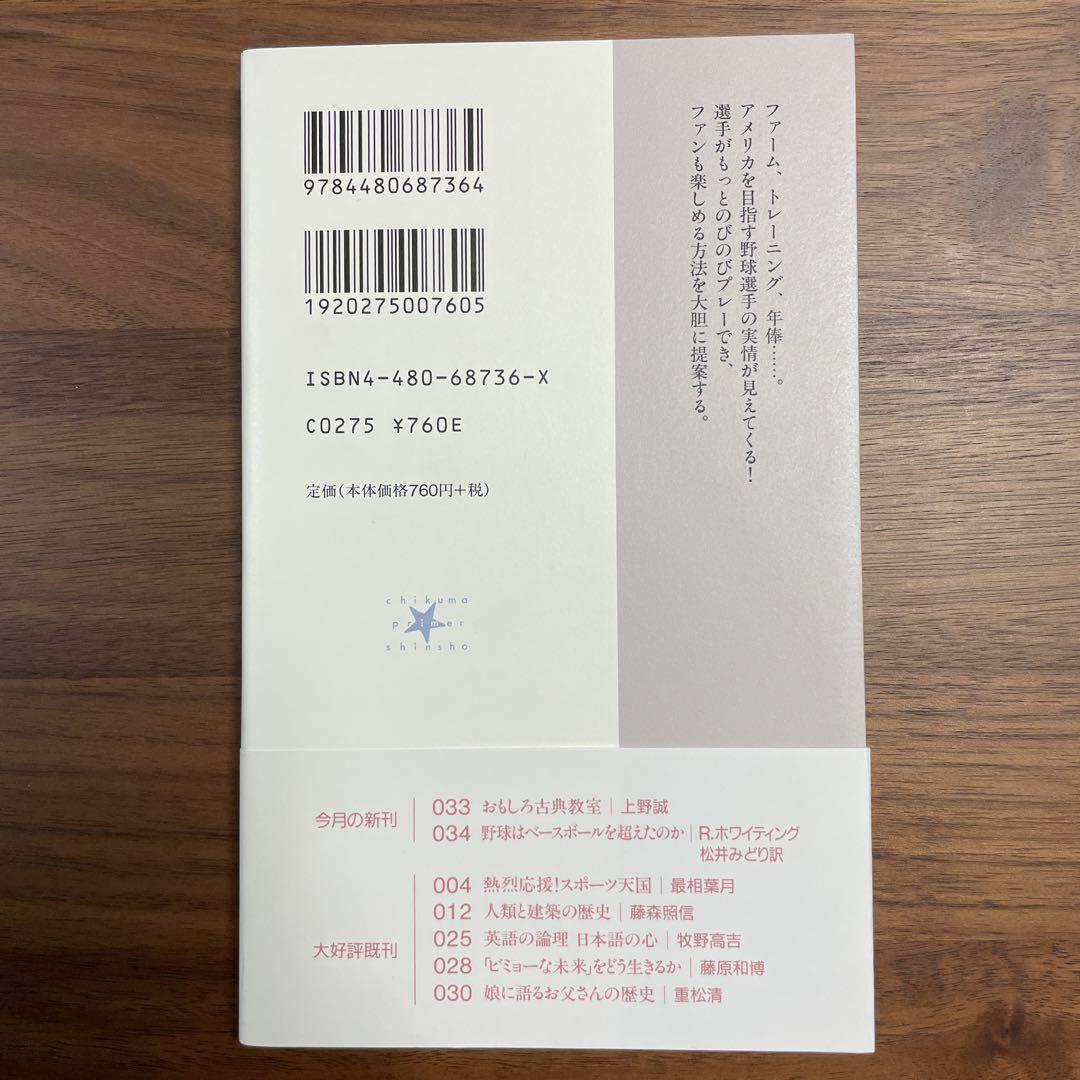 ファーム、トレーニング、年俸……。
アメリカを目指す野球選手の実情が見えてくる！
選手がもっとのびのびプレーでき、
ファンも楽しめる方法を大胆に提案する。
9784480687364
1920275007605
ISBN4-480-68736-X
C0275 ¥760E
定価（本体価格760円＋税）
chikuma
primer
shinsho
今月の新刊
033 おもしろ古典教室｜上野誠
034 野球はベースボールを超えたのか｜R.ホワイティング
松井みどり訳
大好評既刊
004 熱烈応援！スポーツ天国｜最相葉月
012 人類と建築の歴史｜藤森照信
025 英語の論理 日本語の心｜牧野高吉
028 「ビミョーな未来」をどう生きるか｜藤原和博
030 娘に語るお父さんの歴史｜重松清